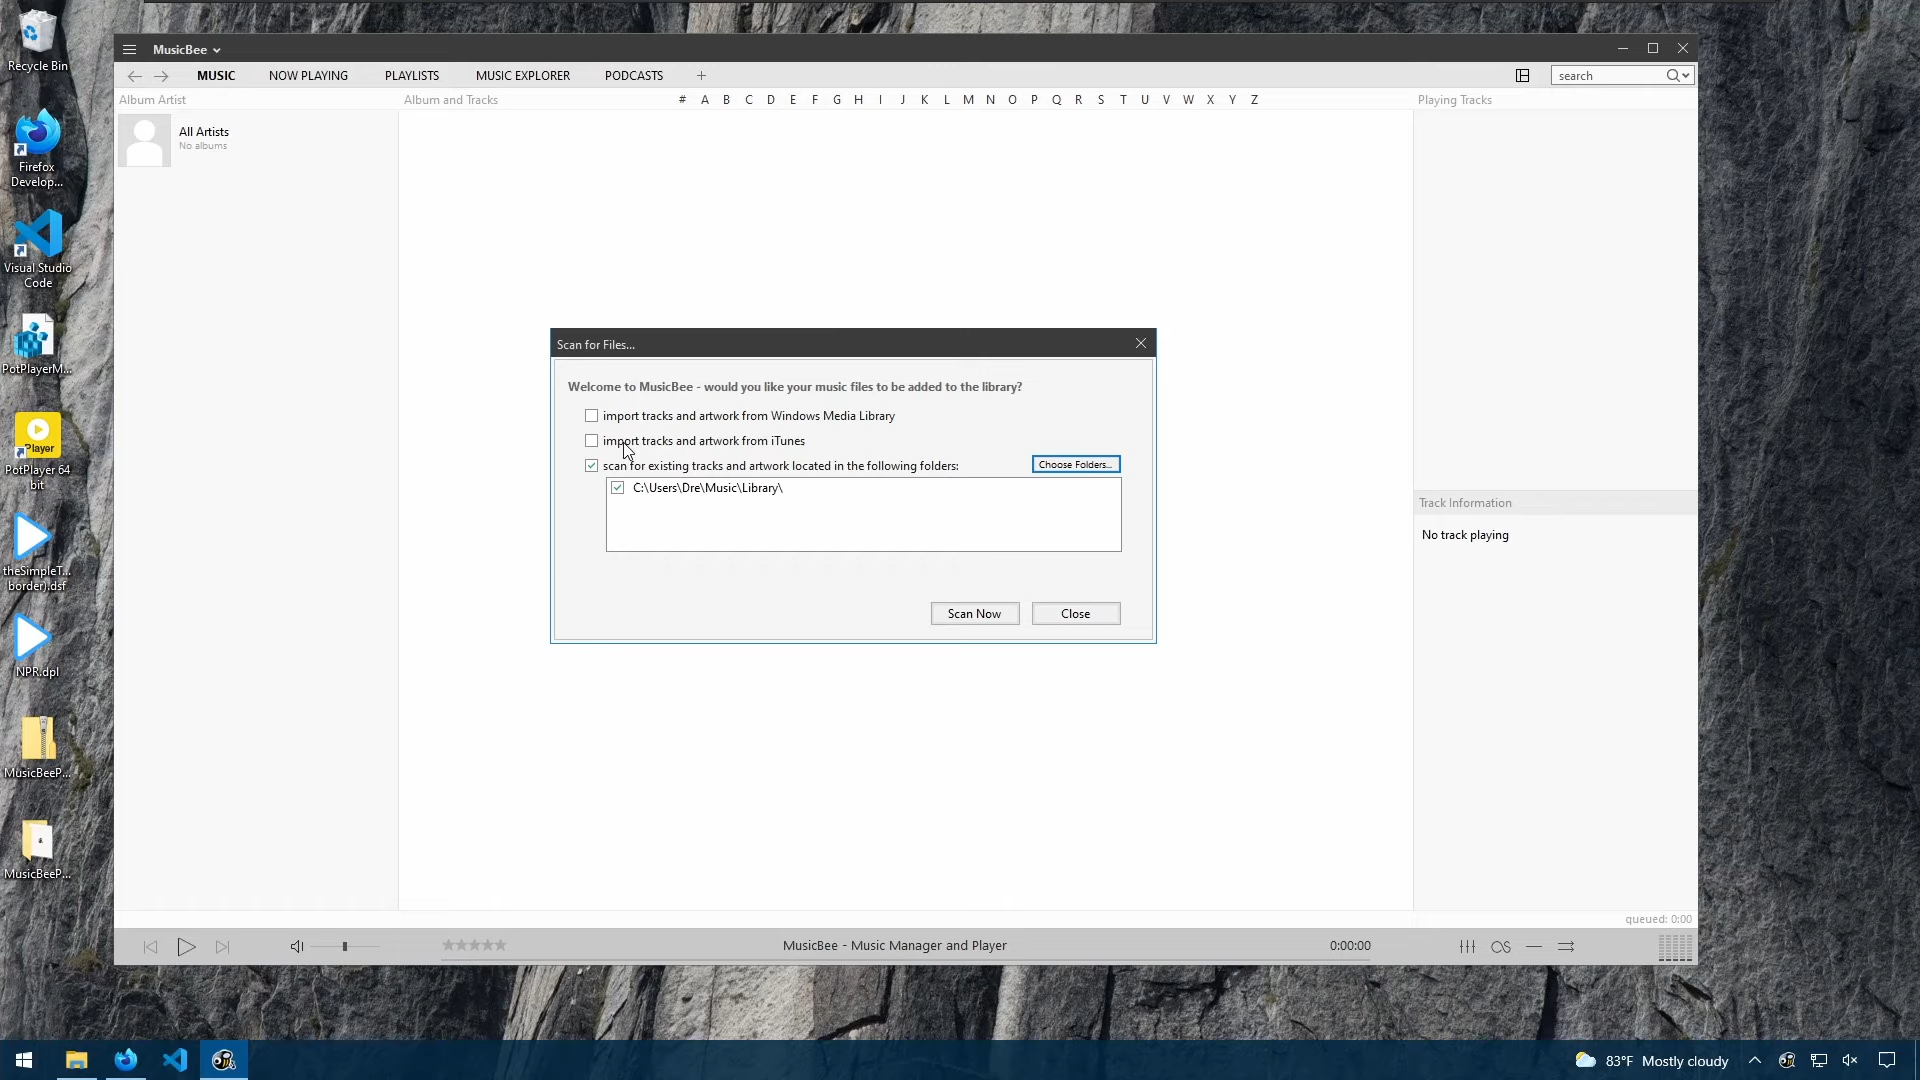 Recycle Bin
Firefox
Develop...
Visual Studio
Code
PotPlayerM...
Player
PotPlayer 64
bit
theSimpleT...
border).dsf
NPR.dpl
MusicBeeP...
MusicBeeP...
MusicBee
MUSIC NOW PLAYING PLAYLISTS MUSIC EXPLORER PODCASTS +
search
Album Artist
Album and Tracks
# A B C D E F G H I J K L M N O P Q R S T U V W X Y Z
Playing Tracks
All Artists
No albums
Scan for Files...
Welcome to MusicBee - would you like your music files to be added to the library?
import tracks and artwork from Windows Media Library
import tracks and artwork from iTunes
scan for existing tracks and artwork located in the following folders:
Choose Folders...
C:\Users\Dre\Music\Library\
Scan Now
Close
Track Information
No track playing
queued: 0:00
MusicBee - Music Manager and Player
0:00:00
83°F Mostly cloudy